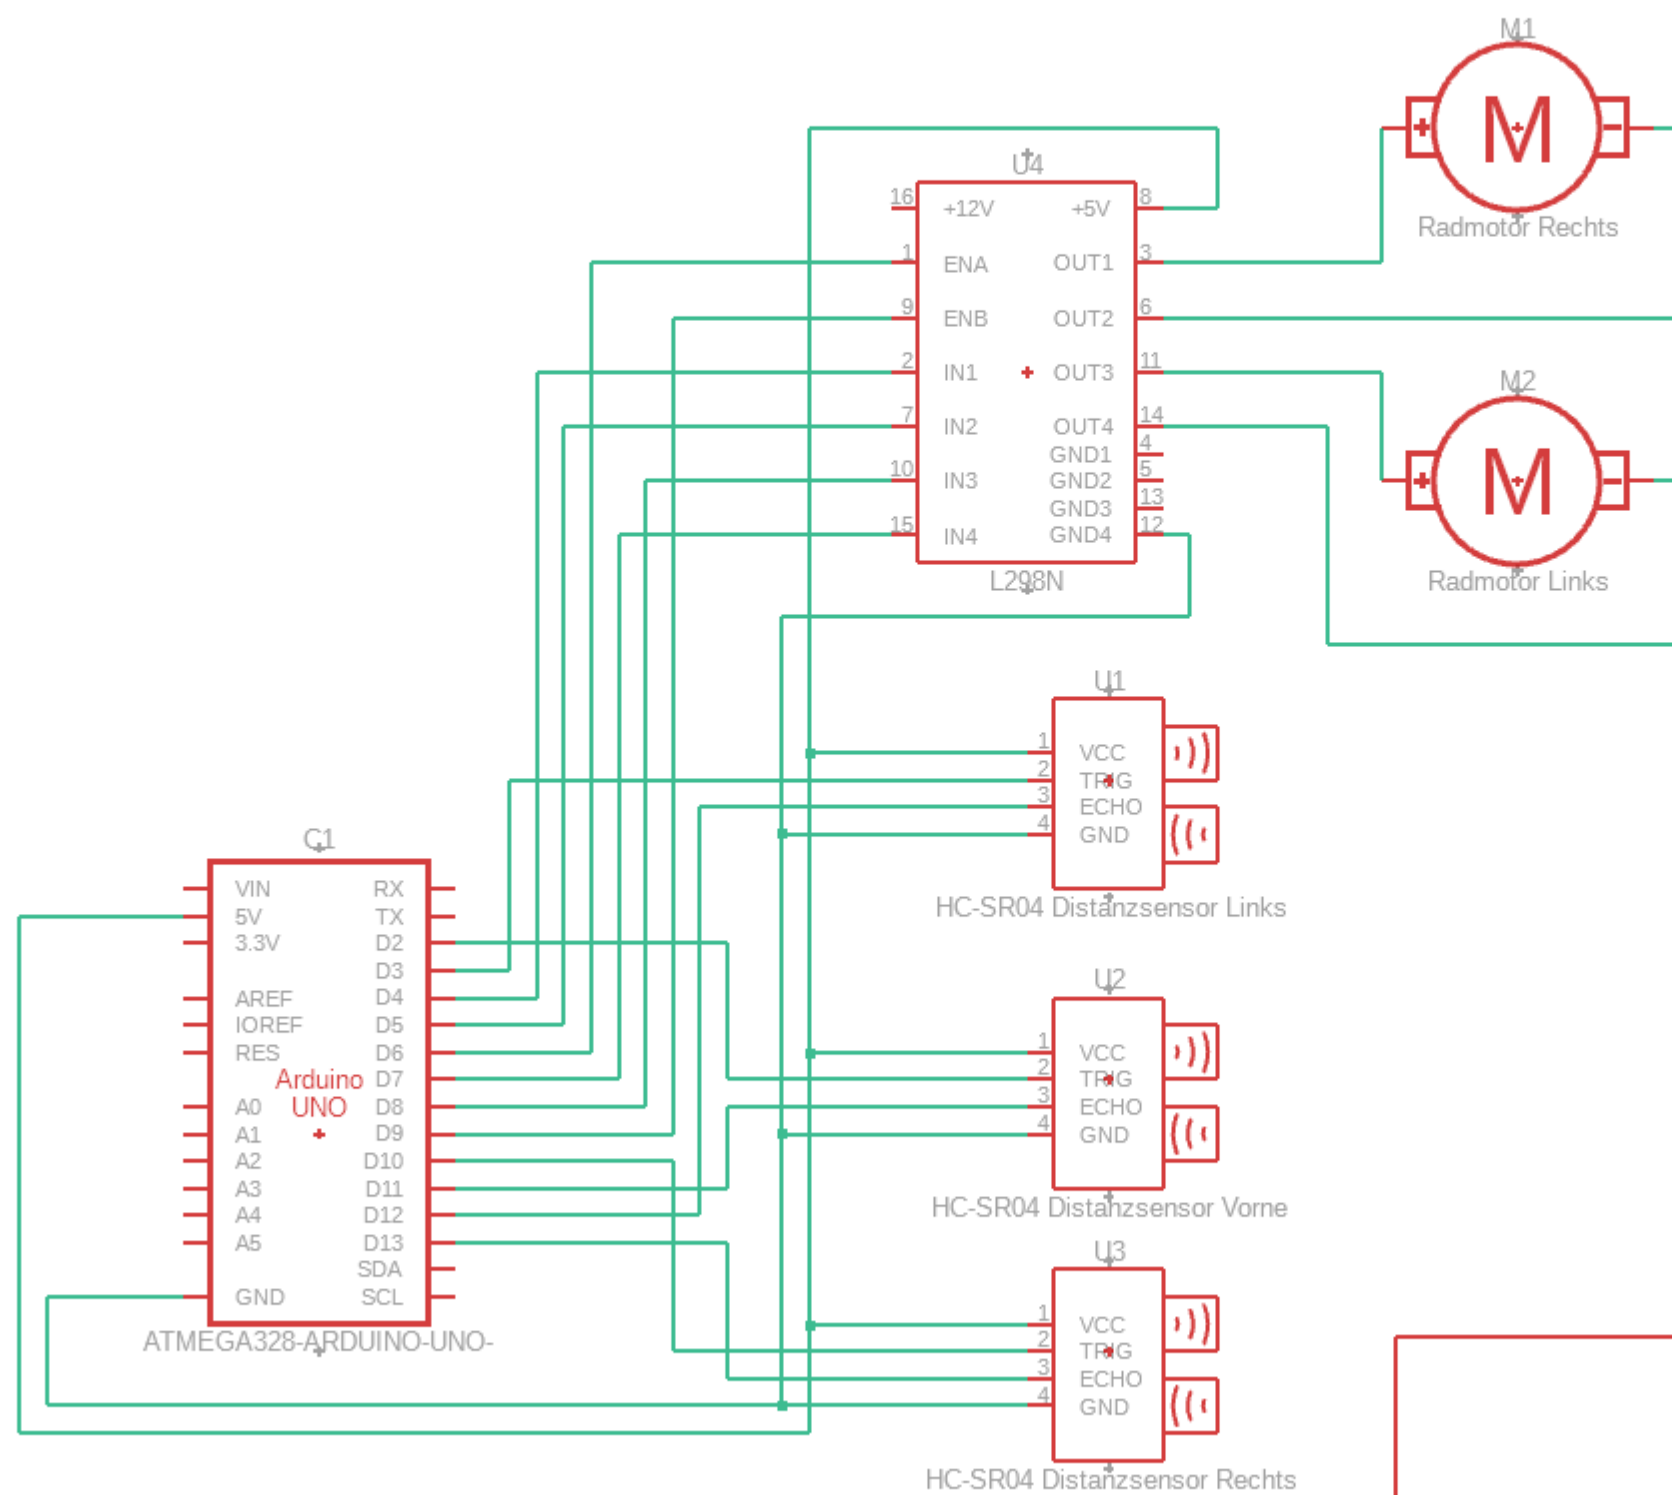 M1
M
Radmotor Rechts
U4
16 +12V +5V 8
1 ENA OUT1 3
9 ENB OUT2 6
2 IN1 OUT3 11
7 IN2 OUT4 14
GND1 4
10 IN3 GND2 5
GND3 13
15 IN4 GND4 12
L298N
M2
M
Radmotor Links
U1
1 VCC
2 TRIG
3 ECHO
4 GND
HC-SR04 Distanzsensor Links
C1
VIN RX
5V TX
3.3V D2
D3
AREF D4
IOREF D5
RES D6
Arduino D7
UNO
A0 D8
A1 D9
A2 D10
A3 D11
A4 D12
A5 D13
SDA
GND SCL
ATMEGA328-ARDUINO-UNO-
U2
1 VCC
2 TRIG
3 ECHO
4 GND
HC-SR04 Distanzsensor Vorne
U3
1 VCC
2 TRIG
3 ECHO
4 GND
HC-SR04 Distanzsensor Rechts